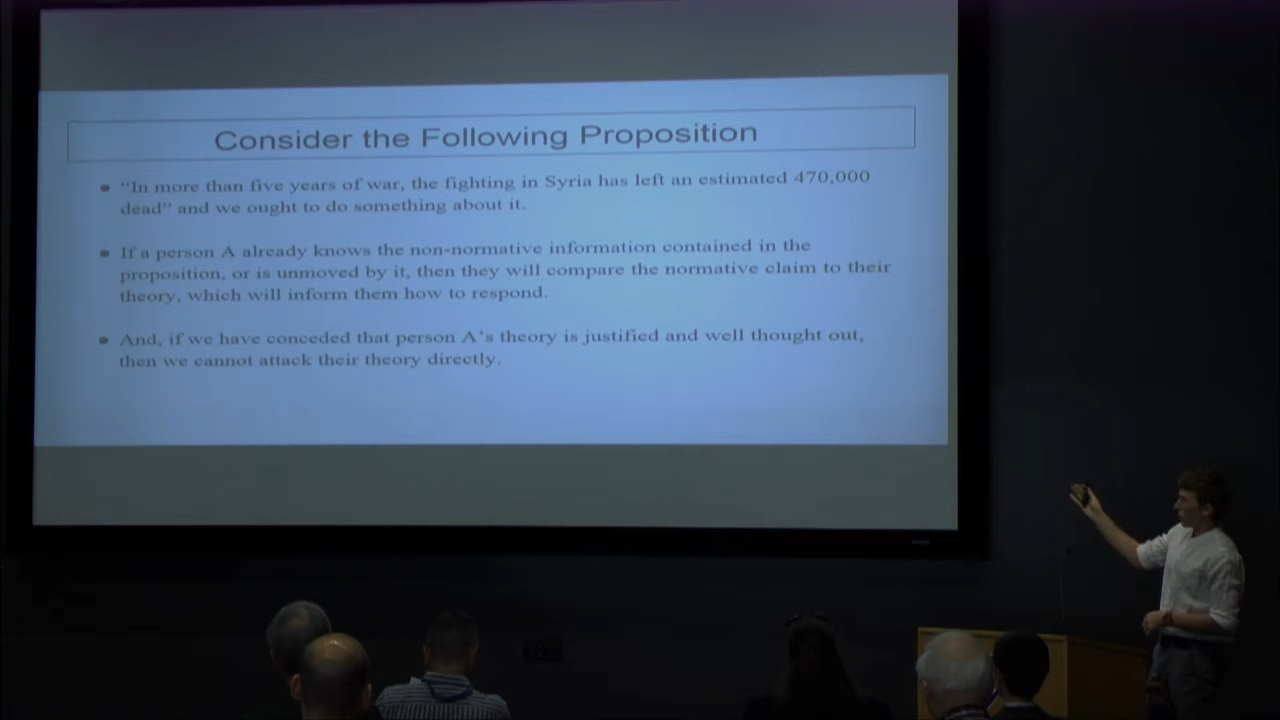 Consider the Following Proposition
• "In more than five years of war, the fighting in Syria has left an estimated 470,000
dead" and we ought to do something about it.
• If a person A already knows the non-normative information contained in the
proposition, or is unmoved by it, then they will compare the normative claim to their
theory, which will inform them how to respond.
• And, if we have conceded that person A's theory is justified and well thought out,
then we cannot attack their theory directly.